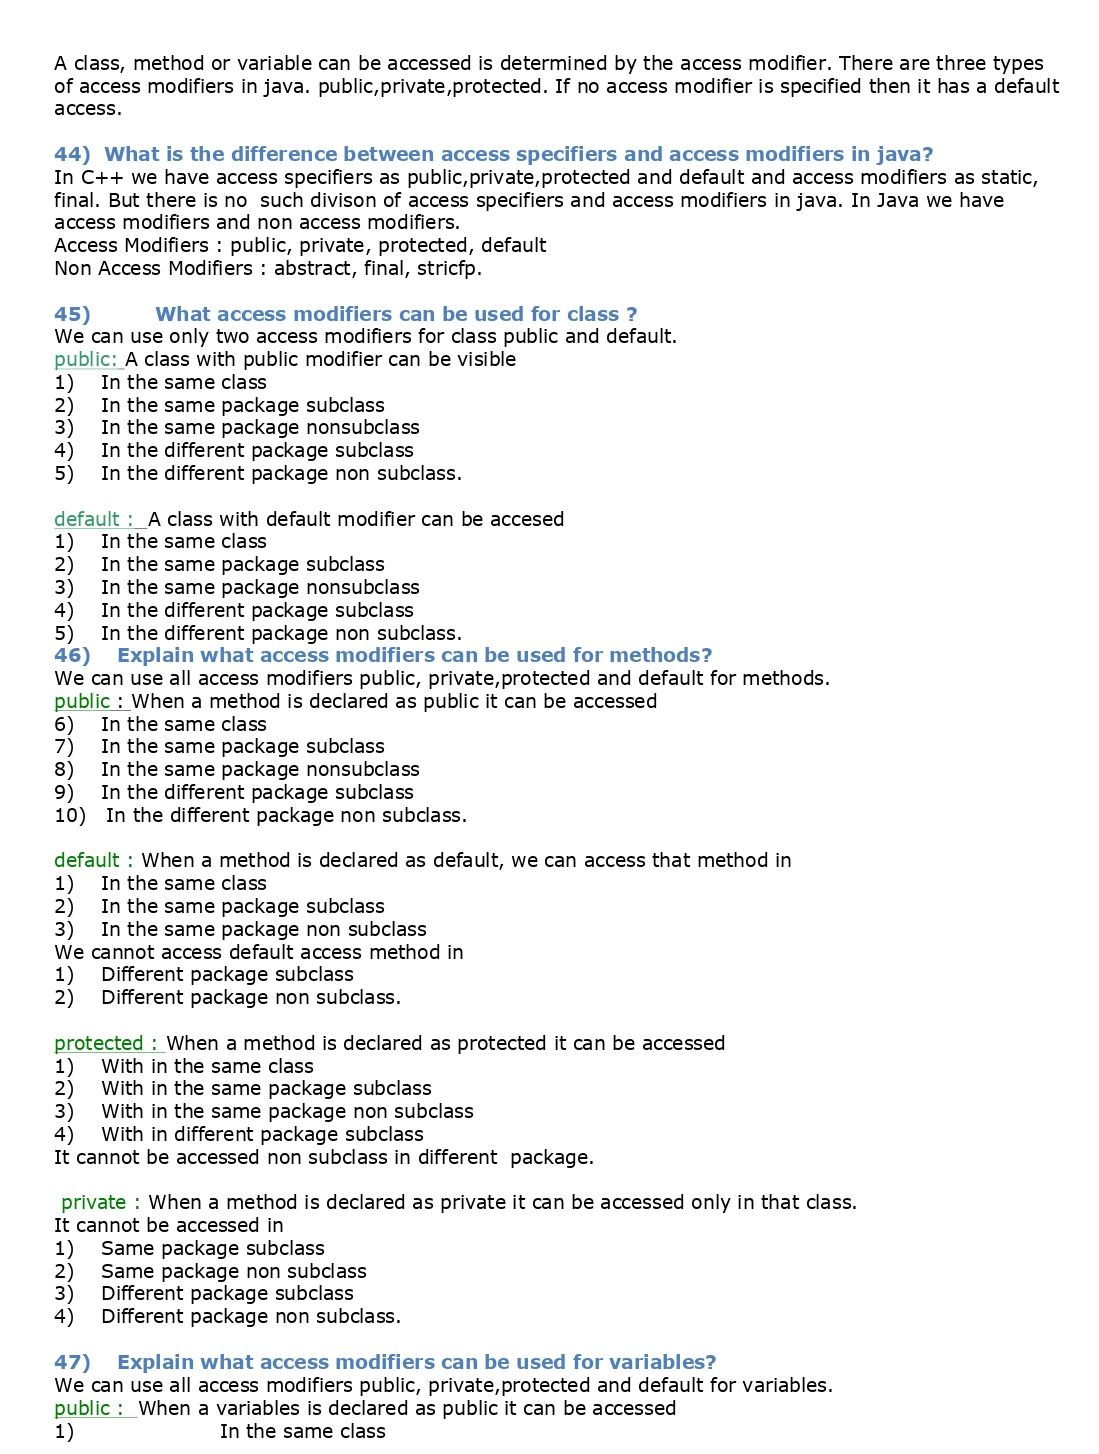 A class, method or variable can be accessed is determined by the access modifier. There are three types
of access modifiers in java. public,private,protected. If no access modifier is specified then it has a default
access.
44)  What is the difference between access specifiers and access modifiers in java?
In C++ we have access specifiers as public,private,protected and default and access modifiers as static,
final. But there is no  such divison of access specifiers and access modifiers in java. In Java we have
access modifiers and non access modifiers.
Access Modifiers : public, private, protected, default
Non Access Modifiers : abstract, final, stricfp.
45)          What access modifiers can be used for class ?
We can use only two access modifiers for class public and default.
public: A class with public modifier can be visible
1)    In the same class
2)    In the same package subclass
3)    In the same package nonsubclass
4)    In the different package subclass
5)    In the different package non subclass.
default :  A class with default modifier can be accesed
1)    In the same class
2)    In the same package subclass
3)    In the same package nonsubclass
4)    In the different package subclass
5)    In the different package non subclass.
46)    Explain what access modifiers can be used for methods?
We can use all access modifiers public, private,protected and default for methods.
public : When a method is declared as public it can be accessed
6)    In the same class
7)    In the same package subclass
8)    In the same package nonsubclass
9)    In the different package subclass
10)   In the different package non subclass.
default : When a method is declared as default, we can access that method in
1)    In the same class
2)    In the same package subclass
3)    In the same package non subclass
We cannot access default access method in
1)    Different package subclass
2)    Different package non subclass.
protected : When a method is declared as protected it can be accessed
1)    With in the same class
2)    With in the same package subclass
3)    With in the same package non subclass
4)    With in different package subclass
It cannot be accessed non subclass in different  package.
private : When a method is declared as private it can be accessed only in that class.
It cannot be accessed in
1)    Same package subclass
2)    Same package non subclass
3)    Different package subclass
4)    Different package non subclass.
47)    Explain what access modifiers can be used for variables?
We can use all access modifiers public, private,protected and default for variables.
public :  When a variables is declared as public it can be accessed
1)                      In the same class